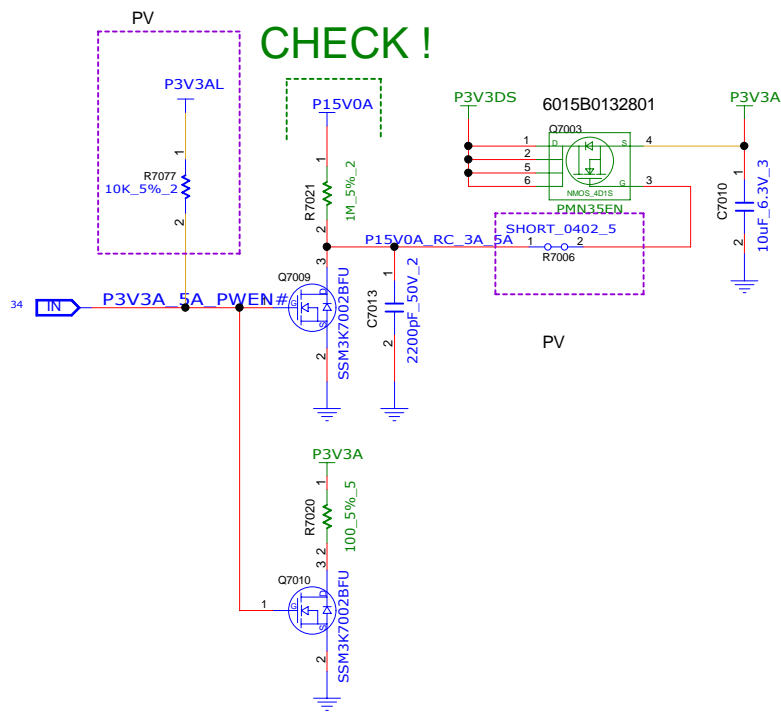 PV
CHECK !
P3V3AL
P15V0A
P3V3DS
6015B0132801
P3V3A
Q7003
1
D
S
4
2
5
6
G
3
NMOS_4D1S
PMN35EN
1
R7077
10K_5%_2
2
1
R7021
1M_5%_2
2
P15V0A_RC_3A_5A
SHORT_0402_5
1
2
R7006
1
C7010
10uF_6.3V_3
2
3
Q7009
D
G
S
SSM3K7002BFU
2
1
C7013
2200pF_50V_2
2
34
IN
P3V3A_5A_PWEN#
PV
P3V3A
1
R7020
100_5%_5
2
3
Q7010
D
1
G
S
SSM3K7002BFU
2